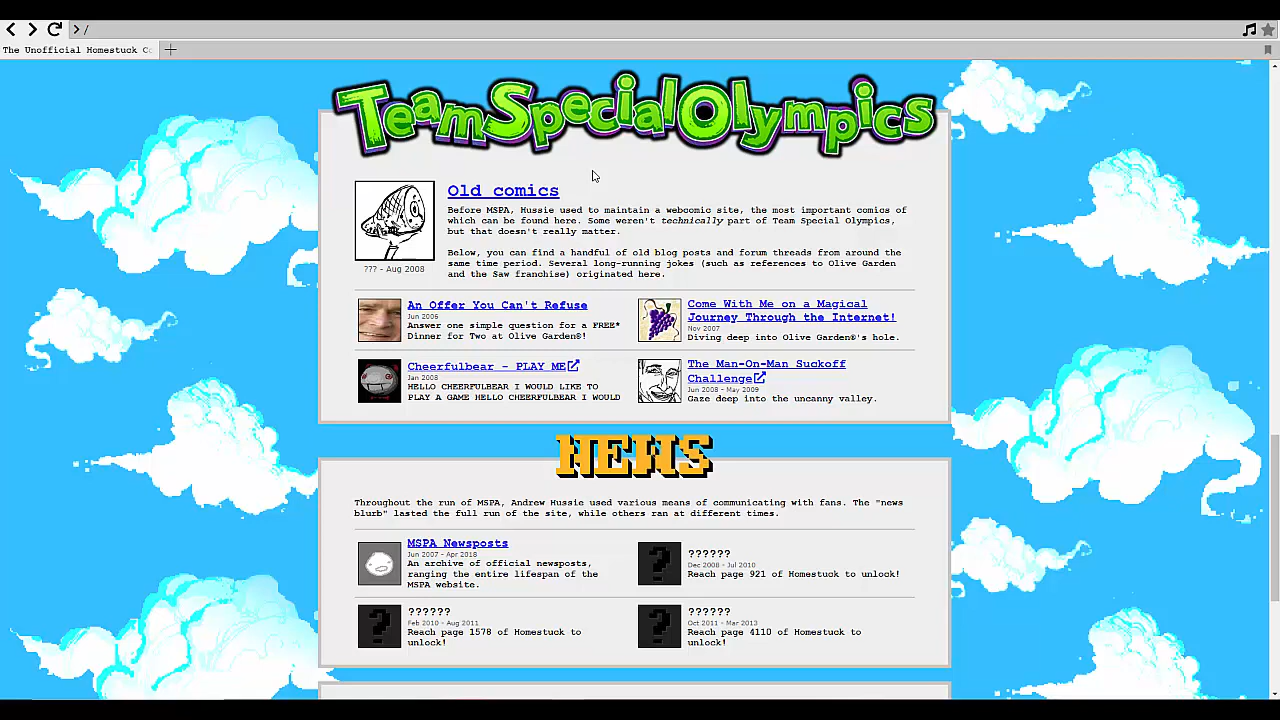 >/
The Unofficial Homestuck Co
TeamSpecialOlympics
Old comics
Before MSPA, Hussie used to maintain a webcomic site, the most important comics of
which can be found here. Some weren't technically part of Team Special Olympics,
but that doesn't really matter.
Below, you can find a handful of old blog posts and forum threads from around the
same time period. Several long-running jokes (such as references to Olive Garden
and the Saw franchise) originated here.
??? - Aug 2008
An Offer You Can't Refuse
Jun 2006
Answer one simple question for a FREE*
Dinner for Two at Olive Garden®!
Come With Me on a Magical
Journey Through the Internet!
Nov 2007
Diving deep into Olive Garden®'s hole.
Cheerfulbear - PLAY ME
Jan 2008
HELLO CHEERFULBEAR I WOULD LIKE TO
PLAY A GAME HELLO CHEERFULBEAR I WOULD
The Man-On-Man Suckoff
Challenge
Jun 2008 - May 2009
Gaze deep into the uncanny valley.
NEWS
Throughout the run of MSPA, Andrew Hussie used various means of communicating with fans. The "news
blurb" lasted the full run of the site, while others ran at different times.
MSPA Newsposts
Jun 2007 - Apr 2018
An archive of official newsposts,
ranging the entire lifespan of the
MSPA website.
??????
Dec 2008 - Jul 2010
Reach page 921 of Homestuck to unlock!
??????
Feb 2010 - Aug 2011
Reach page 1578 of Homestuck to
unlock!
??????
Oct 2011 - Mar 2013
Reach page 4110 of Homestuck to
unlock!